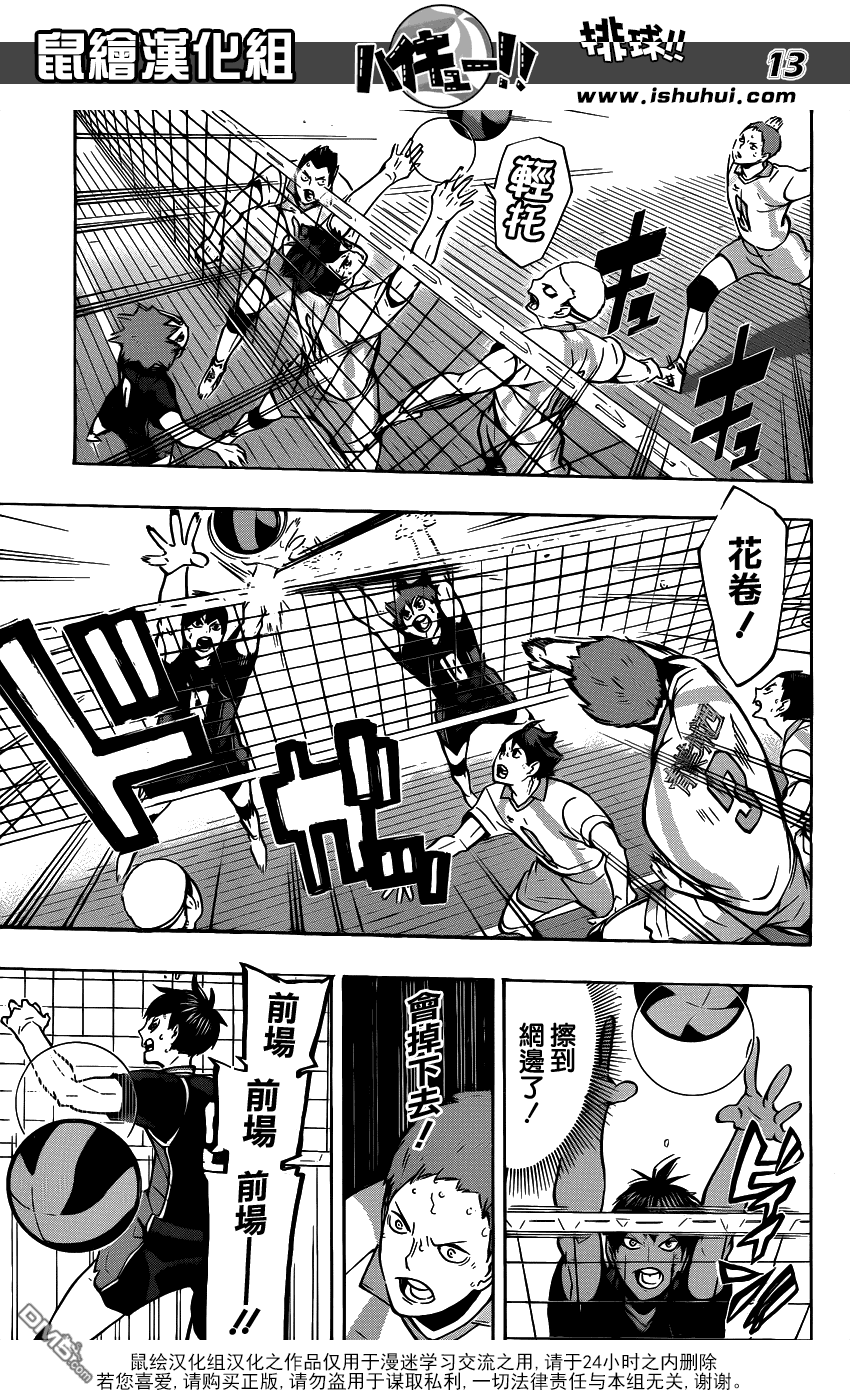 鼠繪漢化組
ハイキュー!!
排球!!
13
www.ishuhui.com
輕托
キュ
キュ
花卷!
ド
擦到
網邊了!
會掉下去!
前場
前場
前場——!!
鼠绘汉化组汉化之作品仅用于漫迷学习交流之用, 请于24小时之内删除
若您喜爱, 请购买正版, 请勿盗用于谋取私利, 一切法律责任与本组无关, 谢谢。